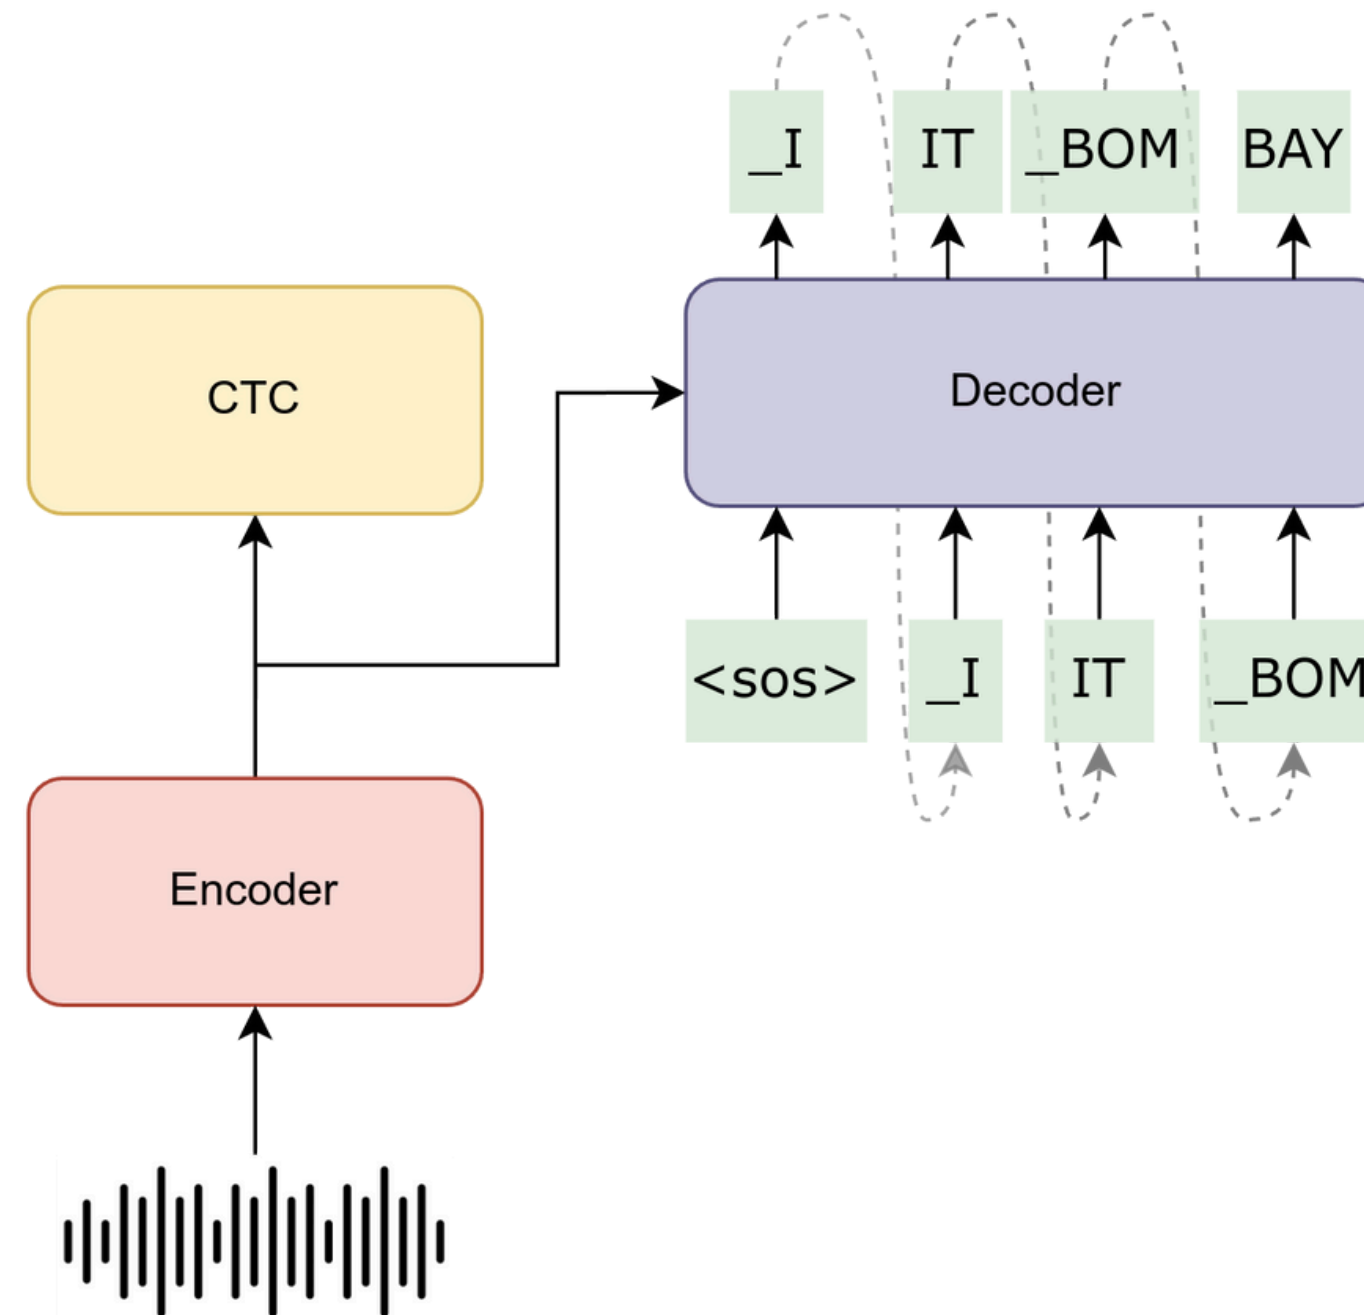 _I IT _BOM BAY
CTC
Decoder
<sos> _I IT _BOM
Encoder